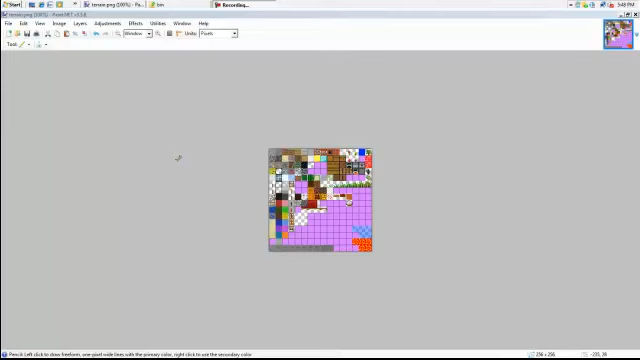 Start
terrain.png (100%) - Pa...
bin
Recording...
5:48 PM
terrain.png (100%) - Paint.NET v3.5.8
File Edit View Image Layers Adjustments Effects Utilities Window Help
Window
Units: Pixels
Tool:
Pencil: Left click to draw freeform, one-pixel wide lines with the primary color, right click to use the secondary color
256 x 256
-235, 28